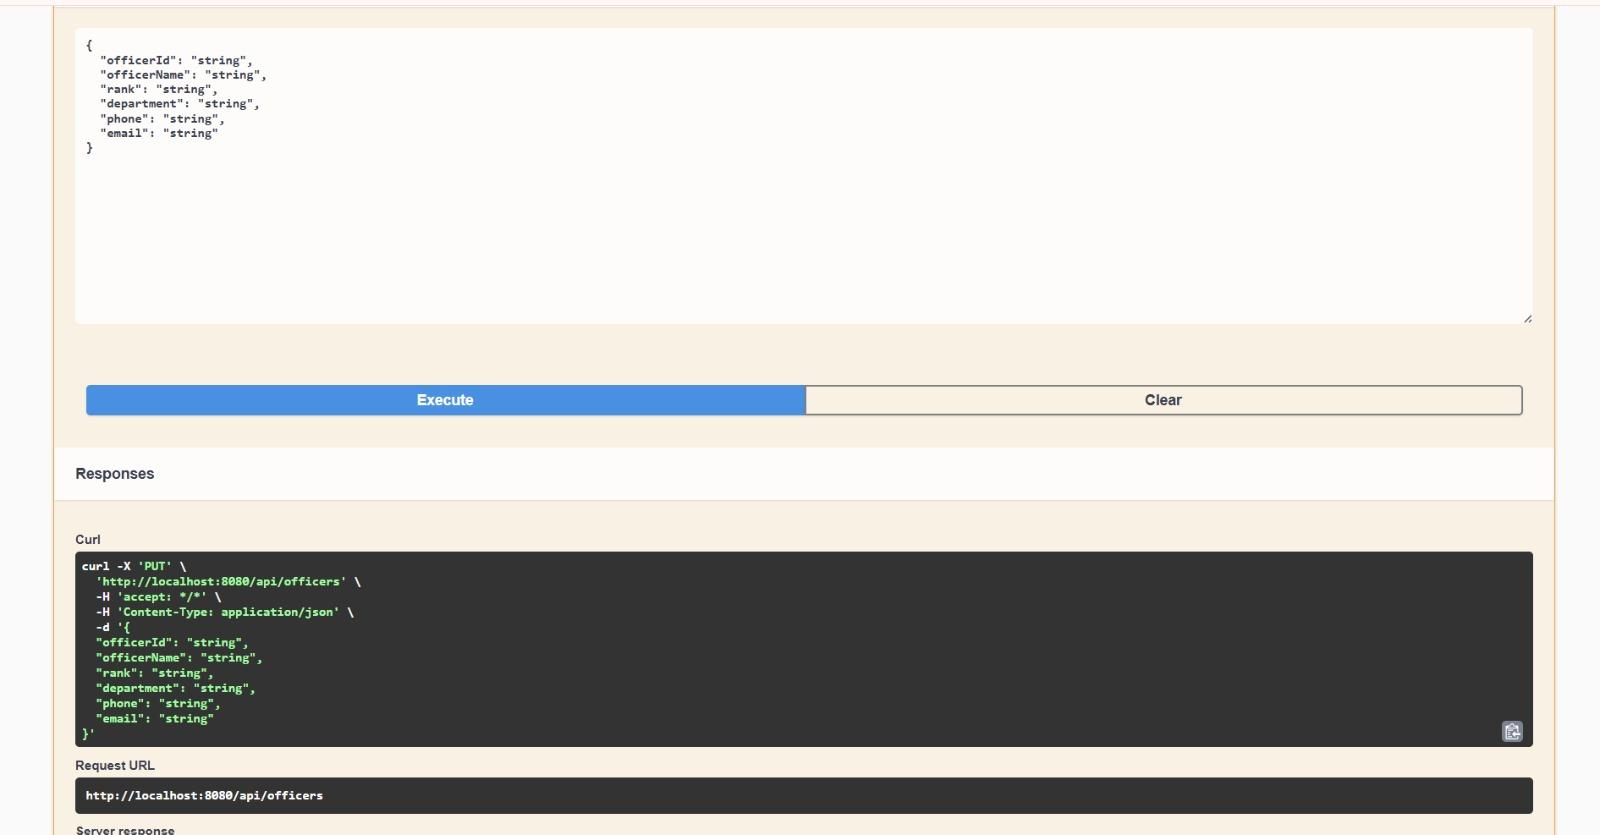 {
  "officerId": "string",
  "officerName": "string",
  "rank": "string",
  "department": "string",
  "phone": "string",
  "email": "string"
}
Execute
Clear
Responses
Curl
curl -X 'PUT' \
  'http://localhost:8080/api/officers' \
  -H 'accept: */*' \
  -H 'Content-Type: application/json' \
  -d '{
  "officerId": "string",
  "officerName": "string",
  "rank": "string",
  "department": "string",
  "phone": "string",
  "email": "string"
}'
Request URL
http://localhost:8080/api/officers
Server response